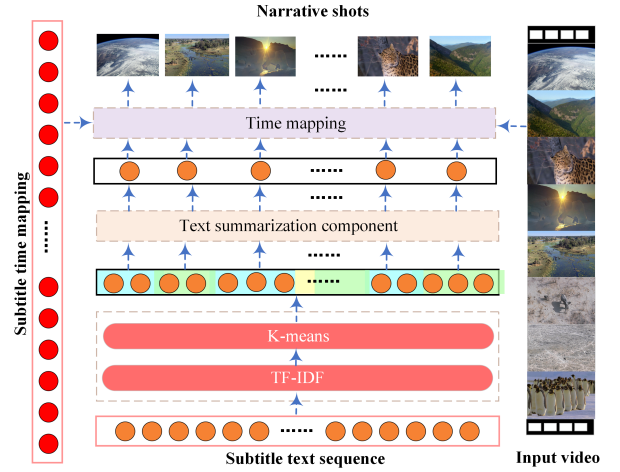 Narrative shots
......
......
Time mapping
......
......
Text summarization component
......
......
K-means
TF-IDF
......
Subtitle text sequence
Subtitle time mapping
......
Input video